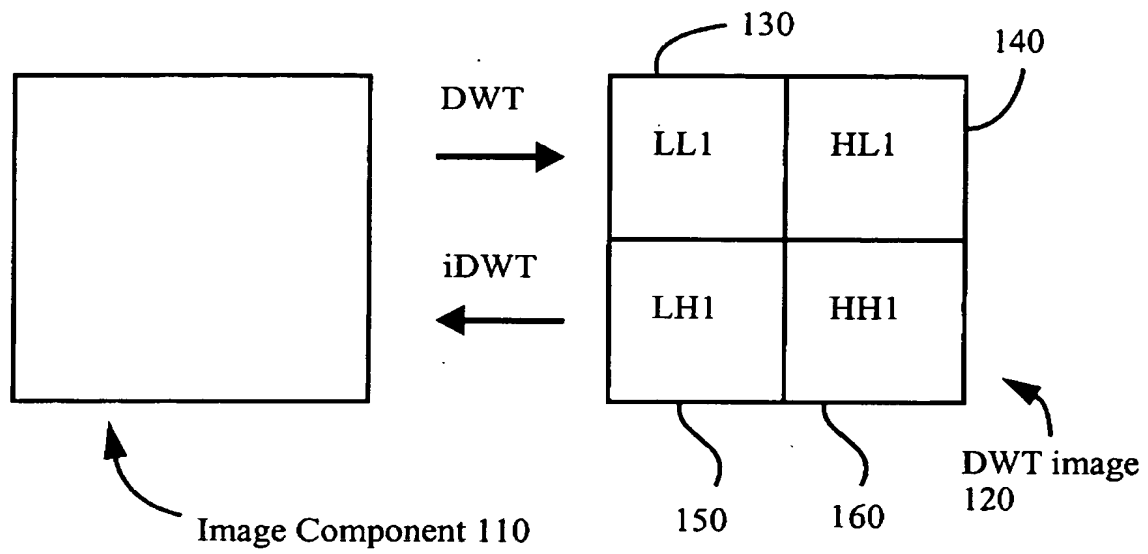 130
140
DWT
LL1
HL1
iDWT
LH1
HH1
DWT image
120
150
160
Image Component 110